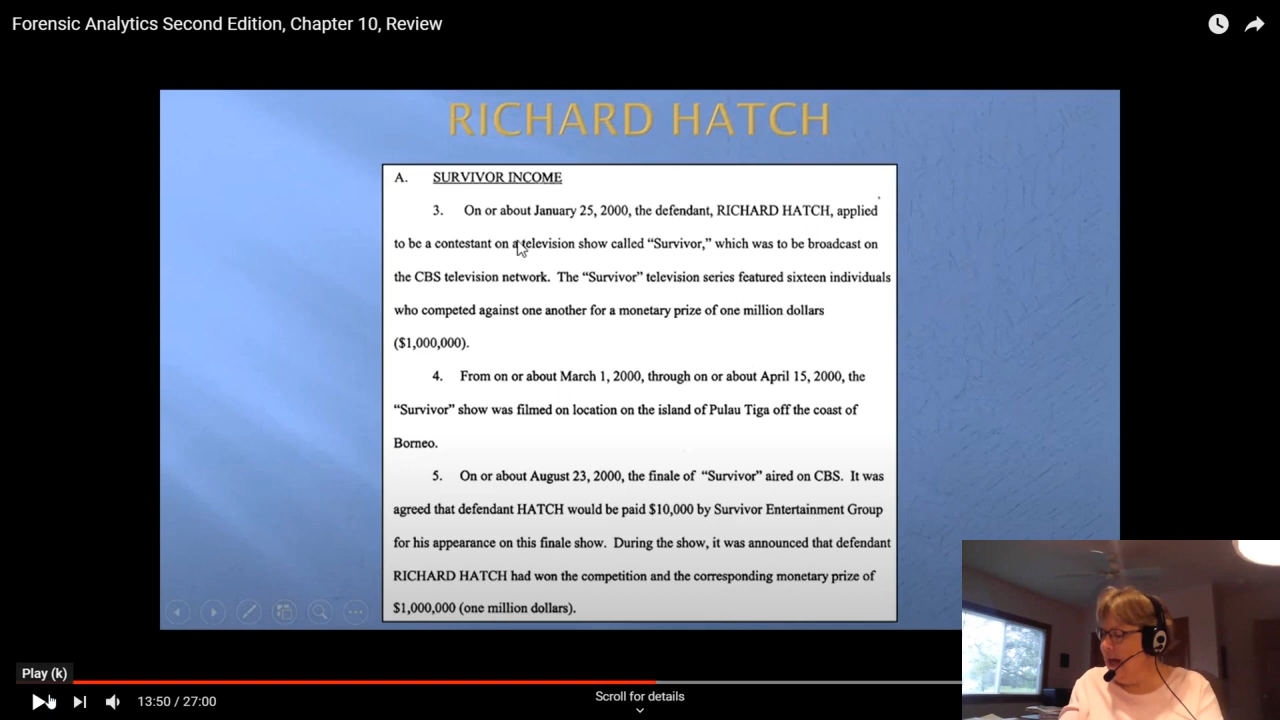 Forensic Analytics Second Edition, Chapter 10, Review
RICHARD HATCH
A. SURVIVOR INCOME
3. On or about January 25, 2000, the defendant, RICHARD HATCH, applied
to be a contestant on a television show called “Survivor,” which was to be broadcast on
the CBS television network. The “Survivor” television series featured sixteen individuals
who competed against one another for a monetary prize of one million dollars
($1,000,000).
4. From on or about March 1, 2000, through on or about April 15, 2000, the
“Survivor” show was filmed on location on the island of Pulau Tiga off the coast of
Borneo.
5. On or about August 23, 2000, the finale of “Survivor” aired on CBS. It was
agreed that defendant HATCH would be paid $10,000 by Survivor Entertainment Group
for his appearance on this finale show. During the show, it was announced that defendant
RICHARD HATCH had won the competition and the corresponding monetary prize of
$1,000,000 (one million dollars).
Play (k)
13:50 / 27:00
Scroll for details